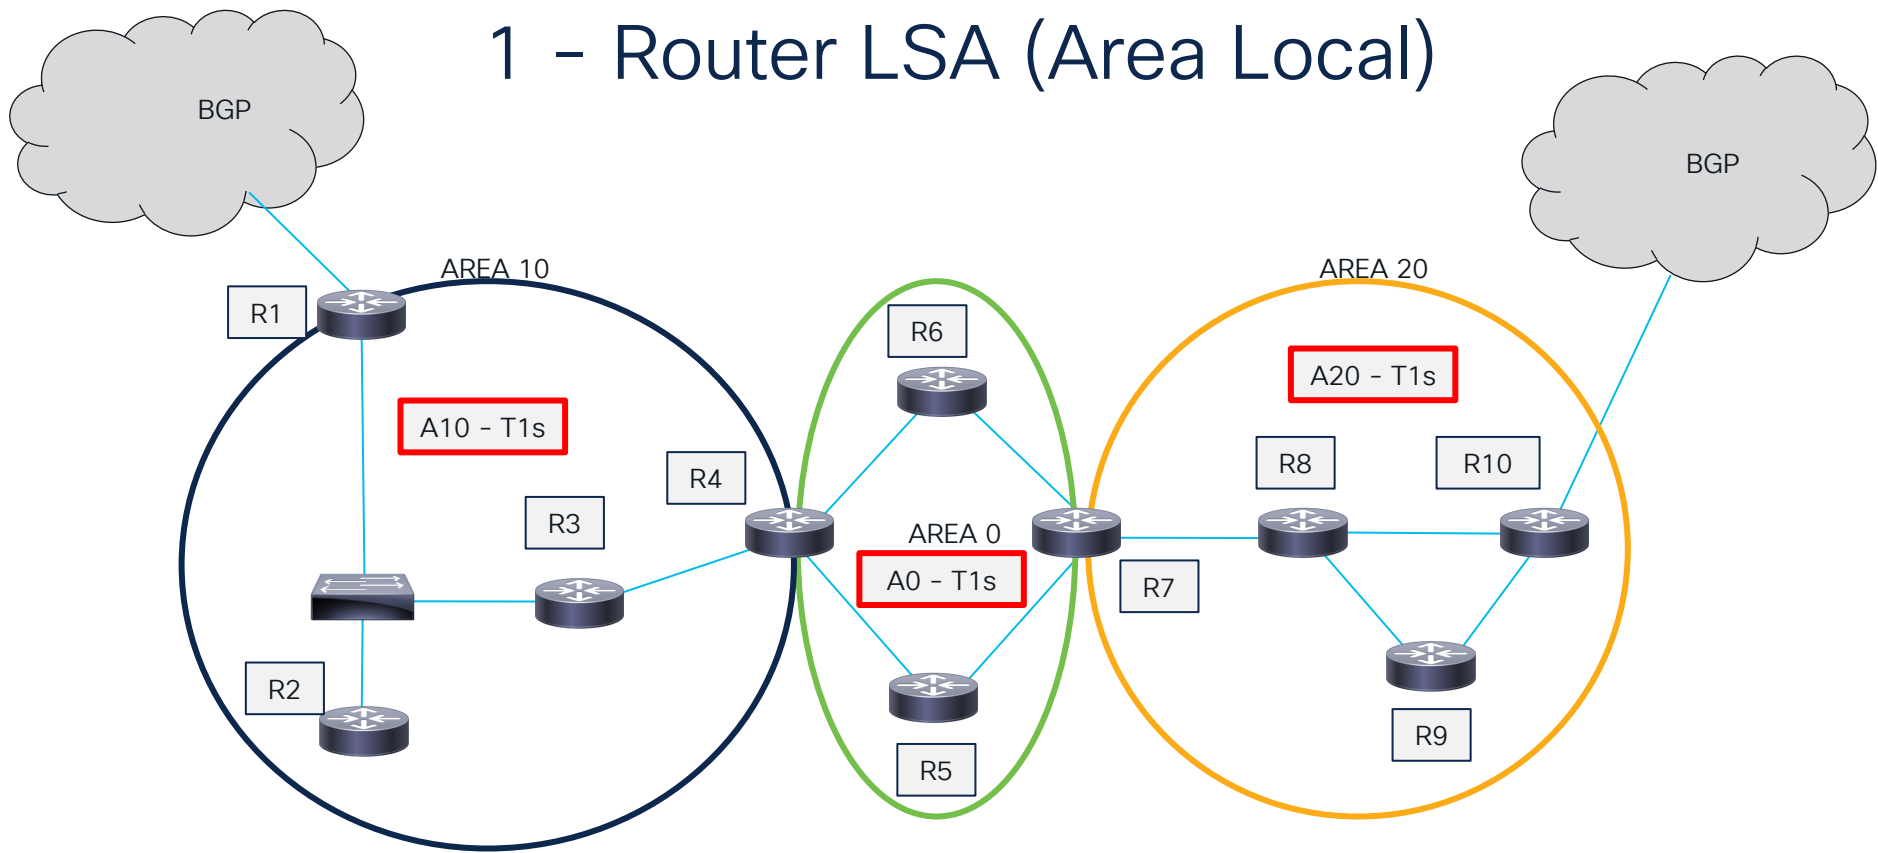 1 - Router LSA (Area Local)
BGP
BGP
AREA 10
AREA 20
R1
R6
A20 - T1s
A10 - T1s
R4
R8
R10
R3
AREA 0
A0 - T1s
R7
R2
R9
R5